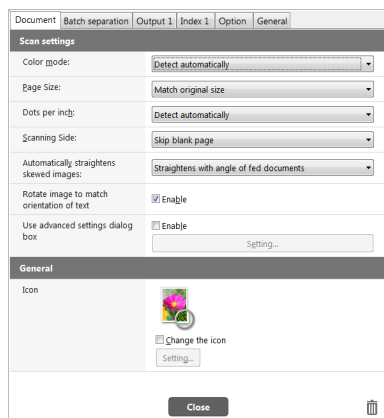 Document Batch separation Output 1 Index 1 Option General
Scan settings
Color mode: Detect automatically
Page Size: Match original size
Dots per inch: Detect automatically
Scanning Side: Skip blank page
Automatically straightens
skewed images: Straightens with angle of fed documents
Rotate image to match
orientation of text Enable
Use advanced settings dialog
box Enable
Setting...
General
Icon
Change the icon
Setting...
Close